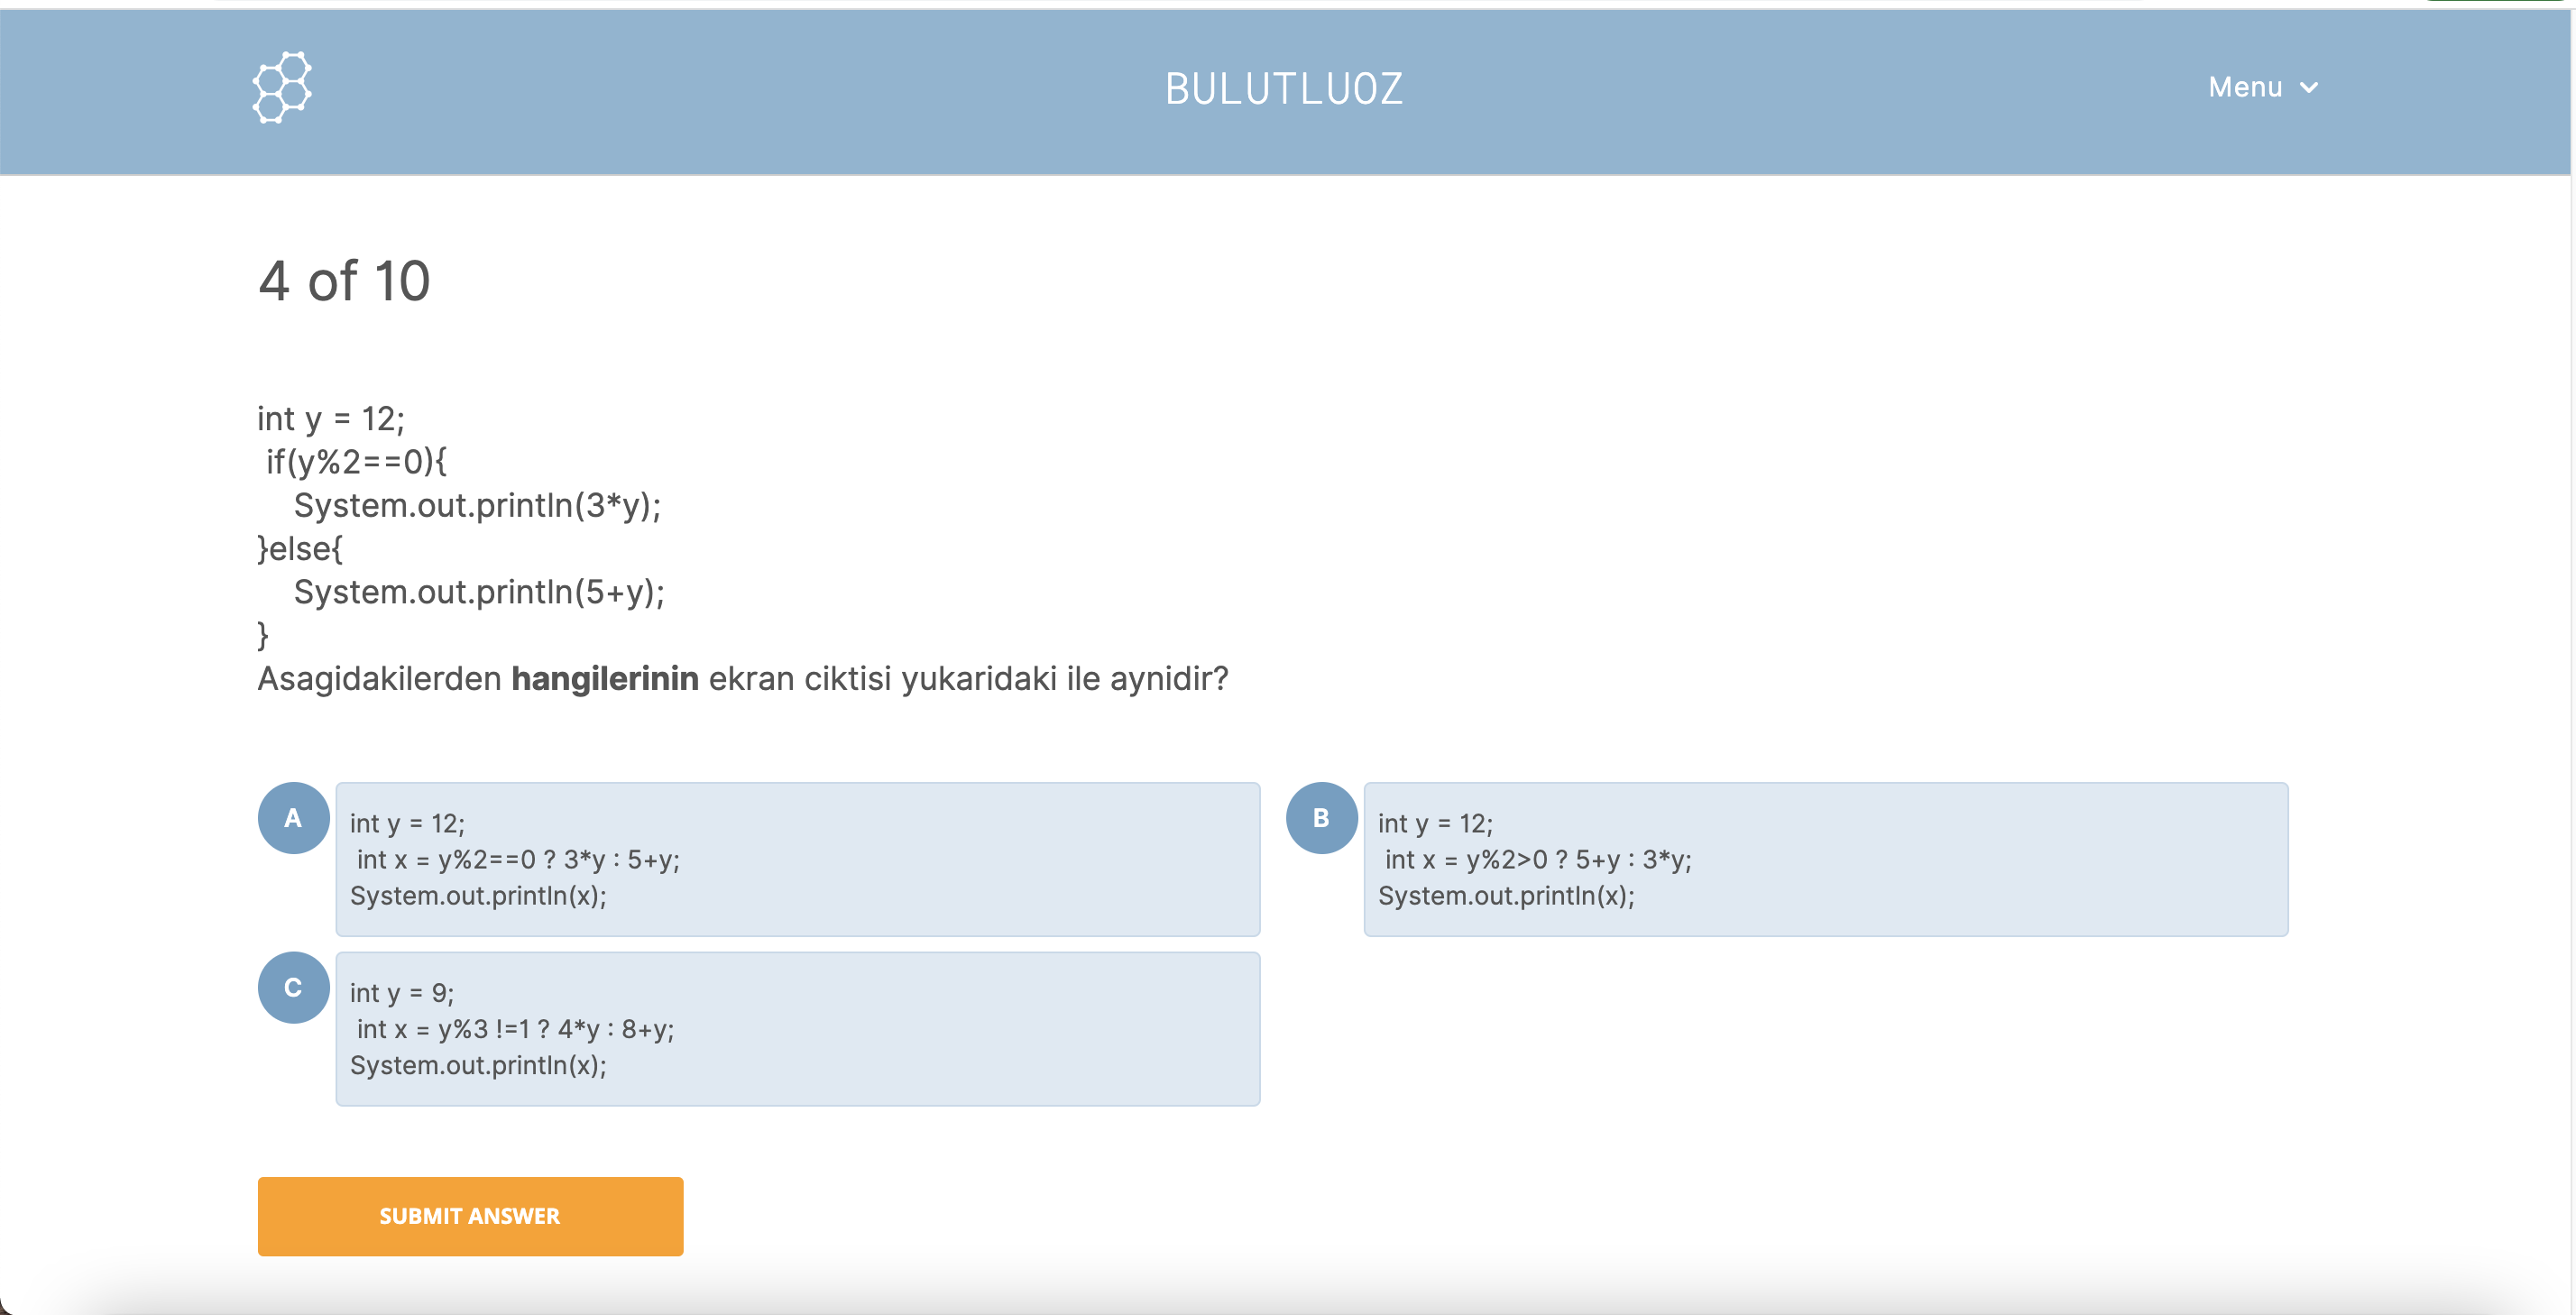 BULUTLUOZ
Menu
4 of 10
int y = 12;
if(y%2==0){
System.out.println(3*y);
}else{
System.out.println(5+y);
}
Asagidakilerden hangilerinin ekran ciktisi yukaridaki ile aynidir?
A
int y = 12;
int x = y%2==0 ? 3*y : 5+y;
System.out.println(x);
B
int y = 12;
int x = y%2>0 ? 5+y : 3*y;
System.out.println(x);
C
int y = 9;
int x = y%3 !=1 ? 4*y : 8+y;
System.out.println(x);
SUBMIT ANSWER